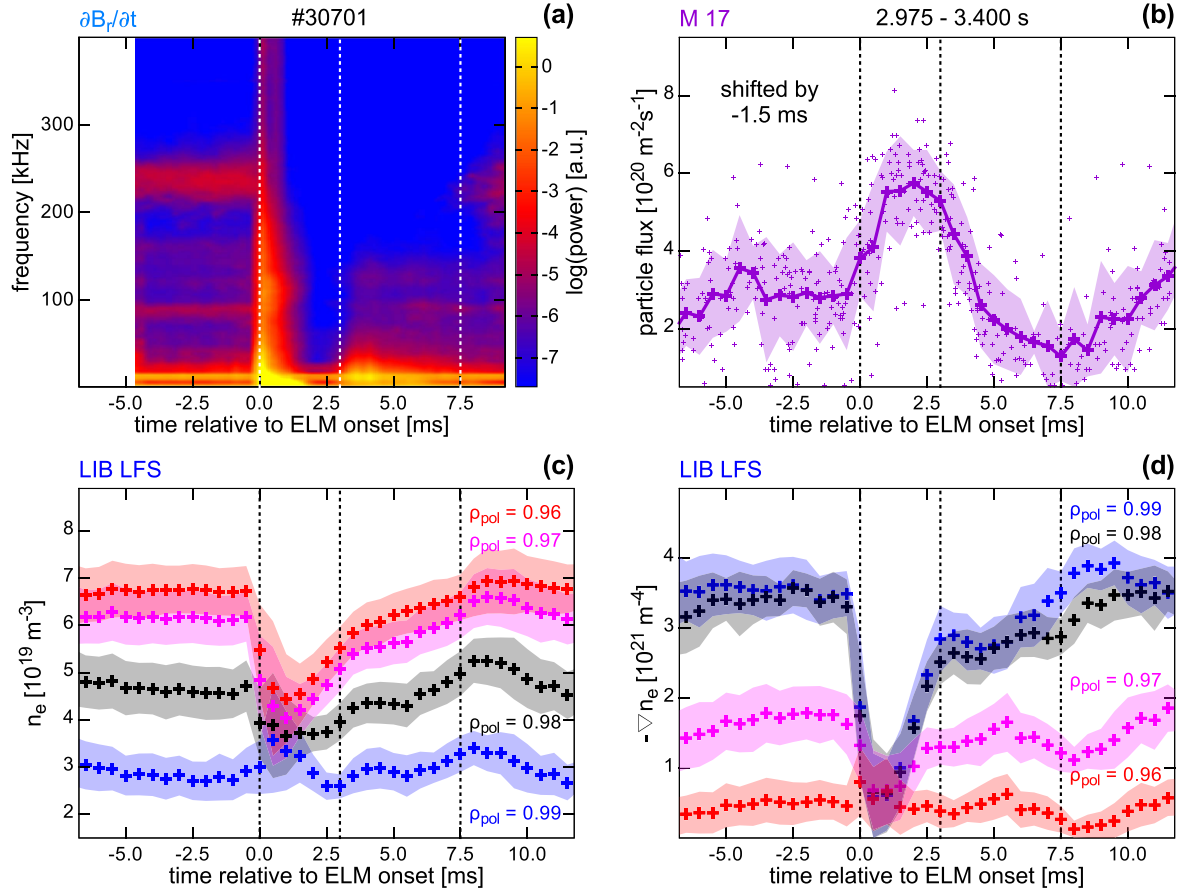 ∂Bᵣ/∂t #30701 (a)
frequency [kHz]
300
200
100
-5.0 -2.5 0.0 2.5 5.0 7.5
time relative to ELM onset [ms]
0
-1
-2
-3
-4
-5
-6
-7
log(power) [a.u.]
M 17 2.975 - 3.400 s (b)
shifted by
-1.5 ms
particle flux [10²⁰ m⁻²s⁻¹]
8
6
4
2
-5.0 -2.5 0.0 2.5 5.0 7.5 10.0
time relative to ELM onset [ms]
LIB LFS (c)
ρpol = 0.96
ρpol = 0.97
ρpol = 0.98
ρpol = 0.99
nₑ [10¹⁹ m⁻³]
8
7
6
5
4
3
2
-5.0 -2.5 0.0 2.5 5.0 7.5 10.0
time relative to ELM onset [ms]
LIB LFS (d)
ρpol = 0.99
ρpol = 0.98
ρpol = 0.97
ρpol = 0.96
-▽nₑ [10²¹ m⁻⁴]
4
3
2
1
-5.0 -2.5 0.0 2.5 5.0 7.5 10.0
time relative to ELM onset [ms]